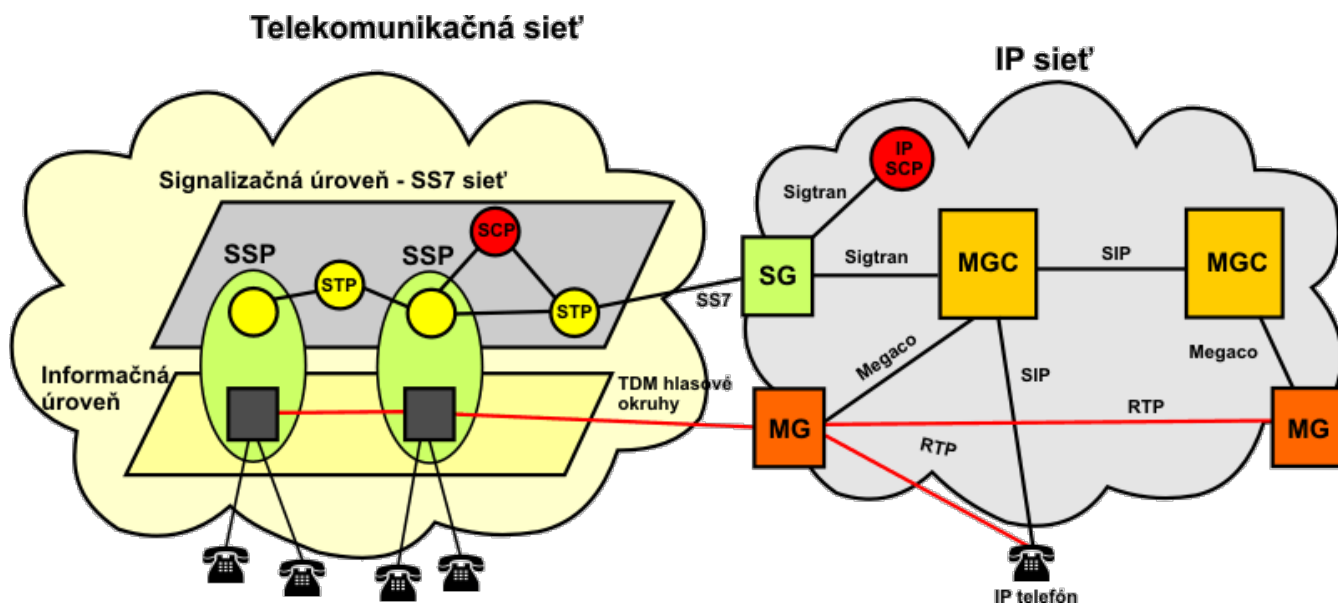 Telekomunikačná sieť
IP sieť
Signalizačná úroveň - SS7 sieť
SSP
STP
SSP
SCP
STP
SS7
Informačná
úroveň
TDM hlasové
okruhy
IP
SCP
Sigtran
SG
Sigtran
MGC
SIP
MGC
Megaco
SIP
Megaco
MG
RTP
RTP
MG
IP telefón